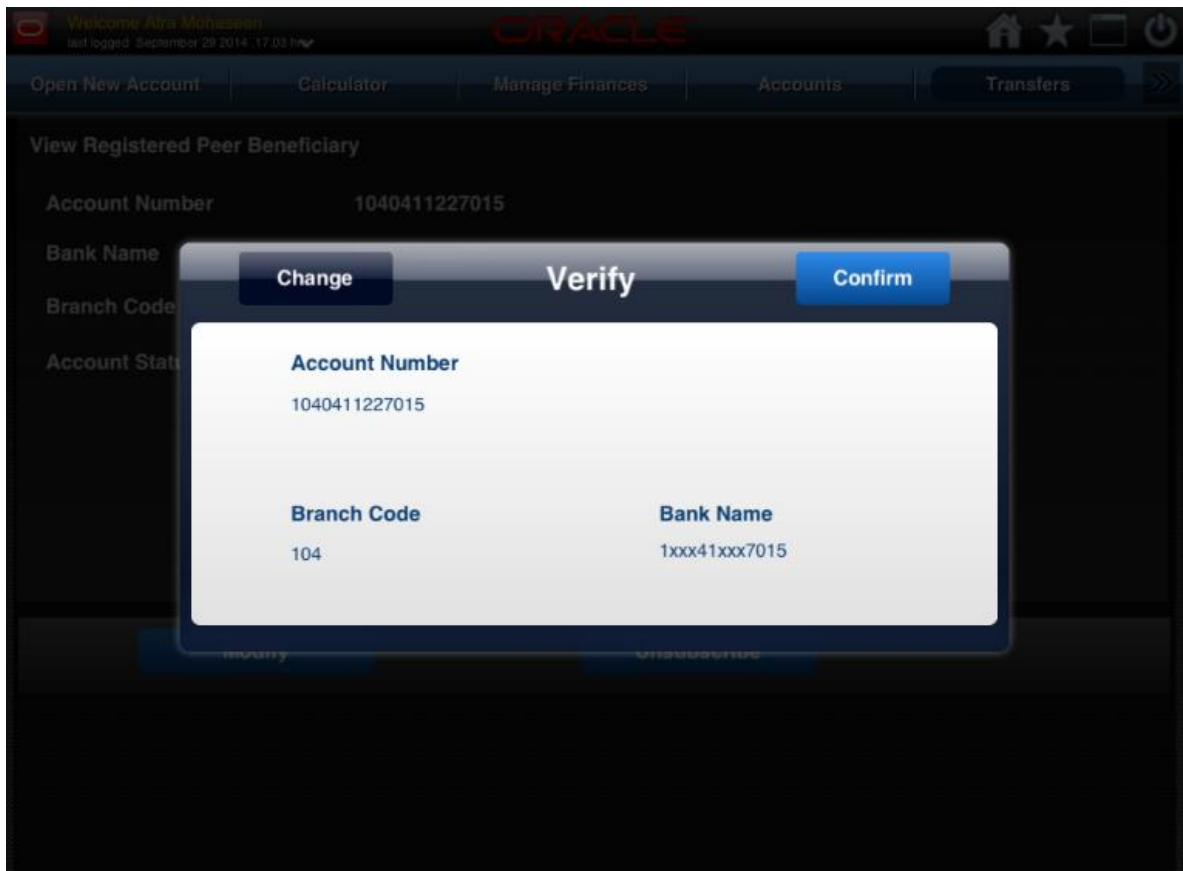 Welcome Afra Mohaseen
last logged September 29 2014 ,17.03 hrs
ORACLE
Open New Account
Calculator
Manage Finances
Accounts
Transfers
View Registered Peer Beneficiary
Account Number 1040411227015
Bank Name
Branch Code
Account Statu
Change
Verify
Confirm
Account Number
1040411227015
Branch Code Bank Name
104 1xxx41xxx7015
Modify Unsubscribe